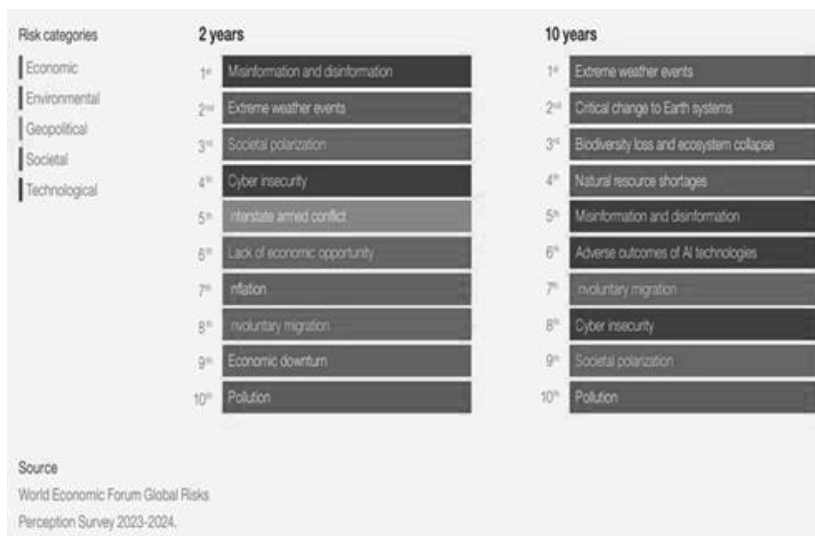 Risk categories
Economic
Environmental
Geopolitical
Societal
Technological
2 years
1st Misinformation and disinformation
2nd Extreme weather events
3rd Societal polarization
4th Cyber insecurity
5th nterstate armed conflict
6th Lack of economic opportunity
7th nflation
8th nvoluntary migration
9th Economic downturn
10th Pollution
10 years
1st Extreme weather events
2nd Critical change to Earth systems
3rd Biodiversity loss and ecosystem collapse
4th Natural resource shortages
5th Misinformation and disinformation
6th Adverse outcomes of AI technologies
7th nvoluntary migration
8th Cyber insecurity
9th Societal polarization
10th Pollution
Source
World Economic Forum Global Risks
Perception Survey 2023-2024.